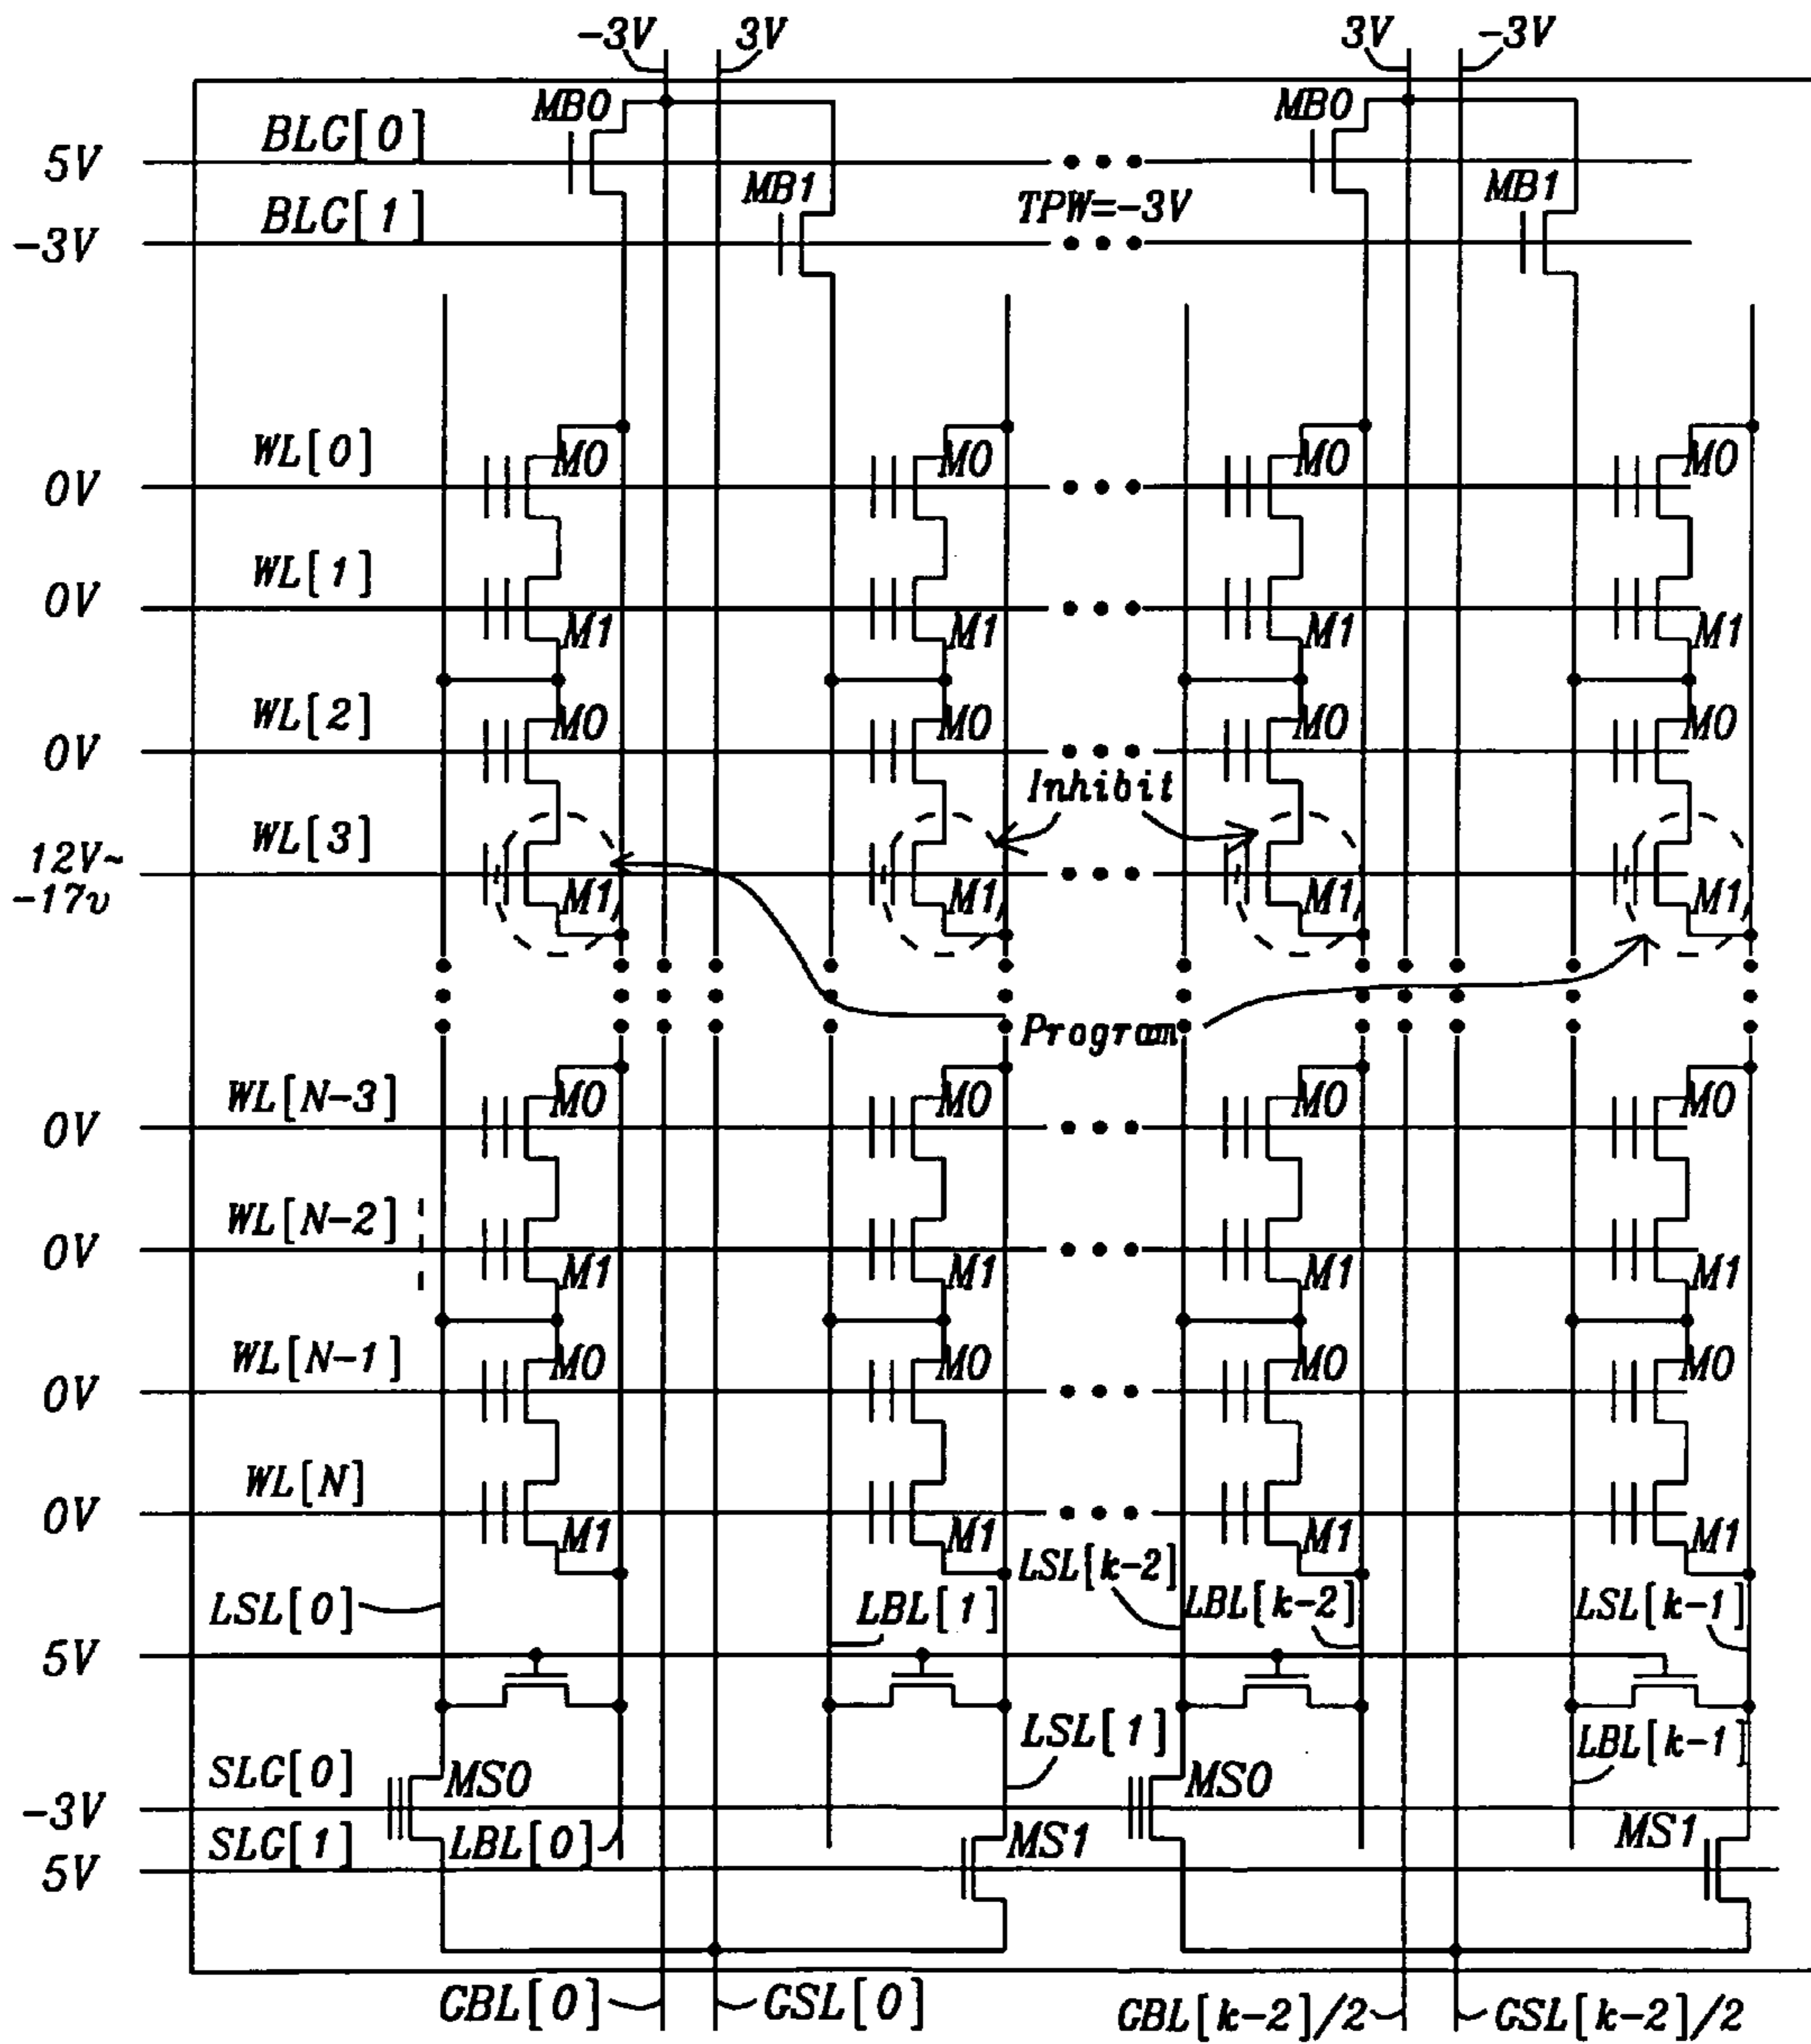 -3V 3V 3V -3V
MB0 MB0
BLG[0]
5V
MB1 TPW=-3V MB1
BLG[1]
-3V
WL[0] M0 M0 M0 M0
0V
WL[1]
0V
M1 M1 M1 M1
WL[2] M0 M0 M0 M0
0V
Inhibit
WL[3]
12V~
-17v
M1 M1 M1 M1
Program
WL[N-3] M0 M0 M0 M0
0V
WL[N-2]
0V
M1 M1 M1 M1
WL[N-1] M0 M0 M0 M0
0V
WL[N]
0V
M1 M1 M1 M1
LSL[k-2]
LSL[0] LBL[1] LBL[k-2] LSL[k-1]
5V
LSL[1] LBL[k-1]
SLG[0] MS0 MS0
-3V
SLG[1] LBL[0] MS1 MS1
5V
GBL[0] GSL[0] GBL[k-2]/2 GSL[k-2]/2